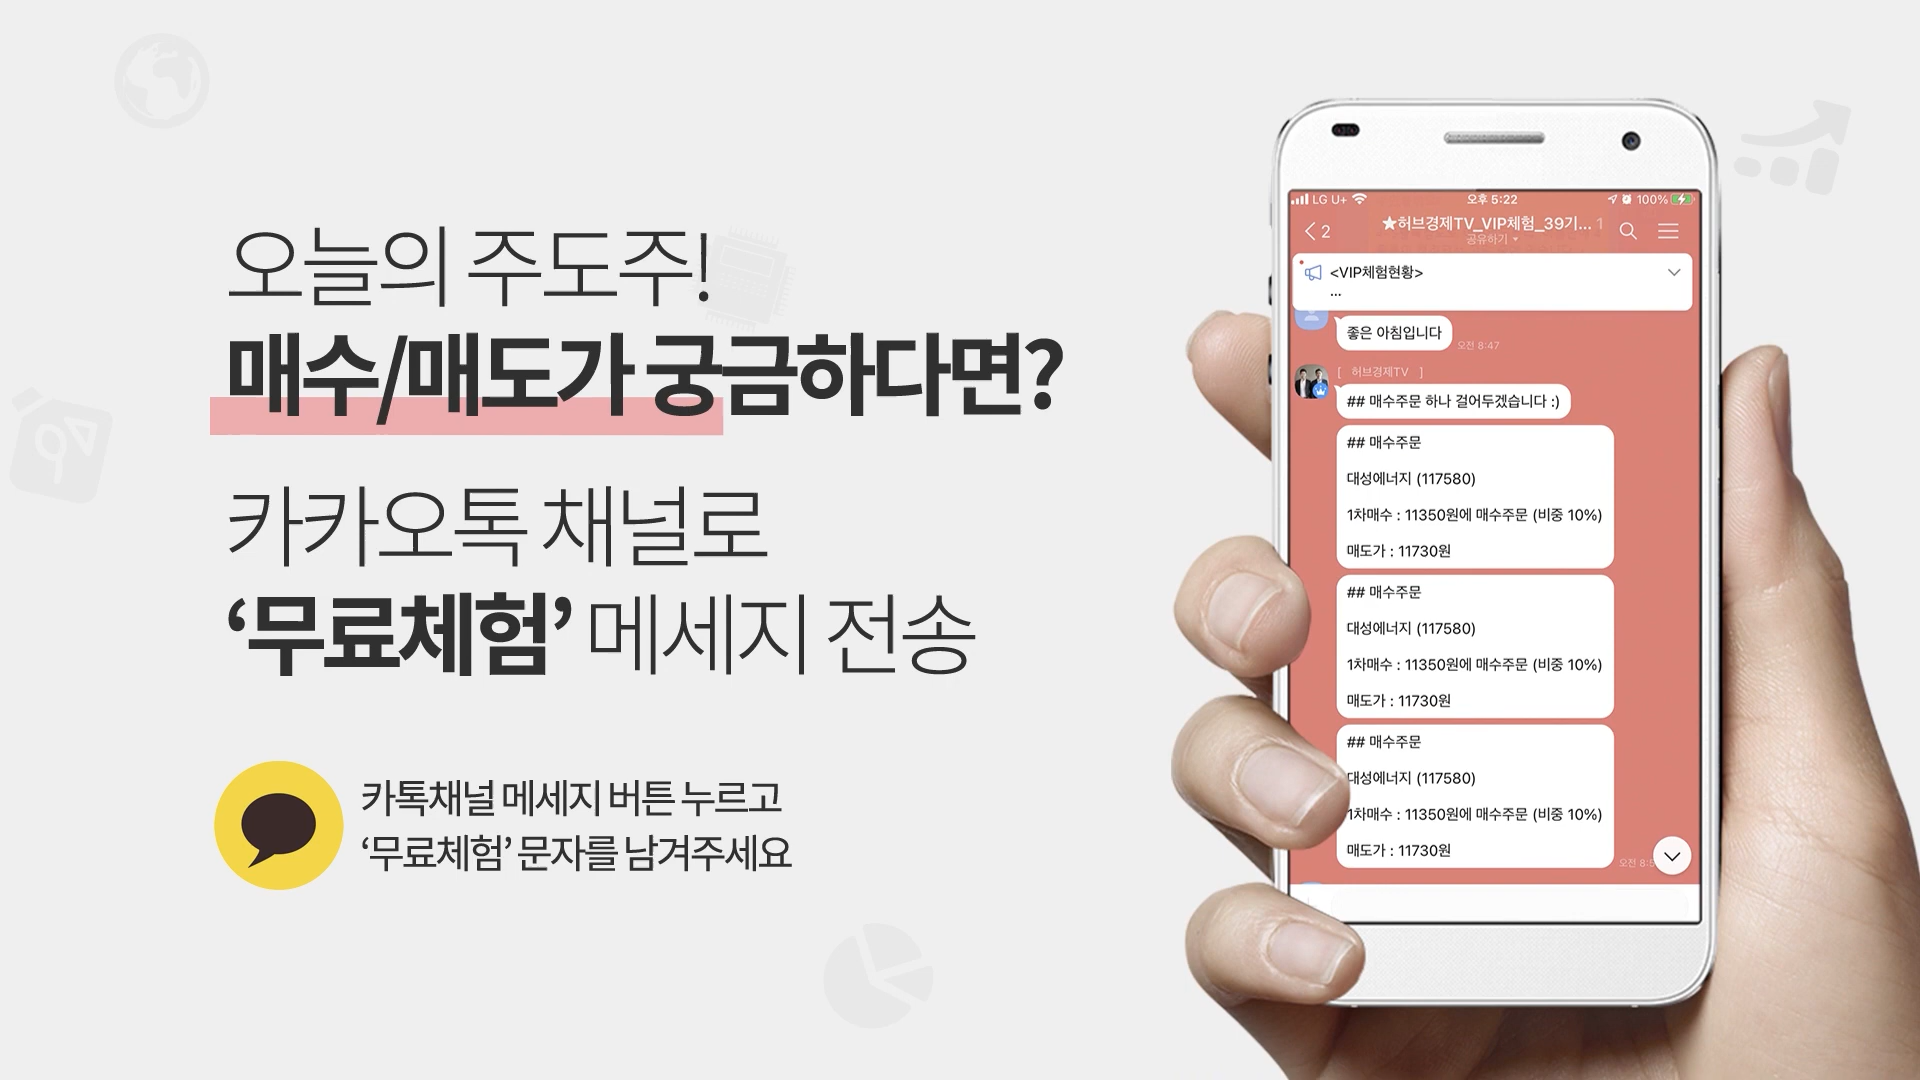 오늘의 주도주!
매수/매도가 궁금하다면?
카카오톡 채널로
‘무료체험’ 메세지 전송
카톡채널 메세지 버튼 누르고
‘무료체험’ 문자를 남겨주세요
LG U+ 오후 5:22 100%
2 ★허브경제TV_VIP체험_39기... 1
공유하기
<VIP체험현황>
...
좋은 아침입니다
오전 8:47
[ 허브경제TV ]
## 매수주문 하나 걸어두겠습니다 :)
## 매수주문
대성에너지 (117580)
1차매수 : 11350원에 매수주문 (비중 10%)
매도가 : 11730원
## 매수주문
대성에너지 (117580)
1차매수 : 11350원에 매수주문 (비중 10%)
매도가 : 11730원
## 매수주문
대성에너지 (117580)
1차매수 : 11350원에 매수주문 (비중 10%)
매도가 : 11730원
오전